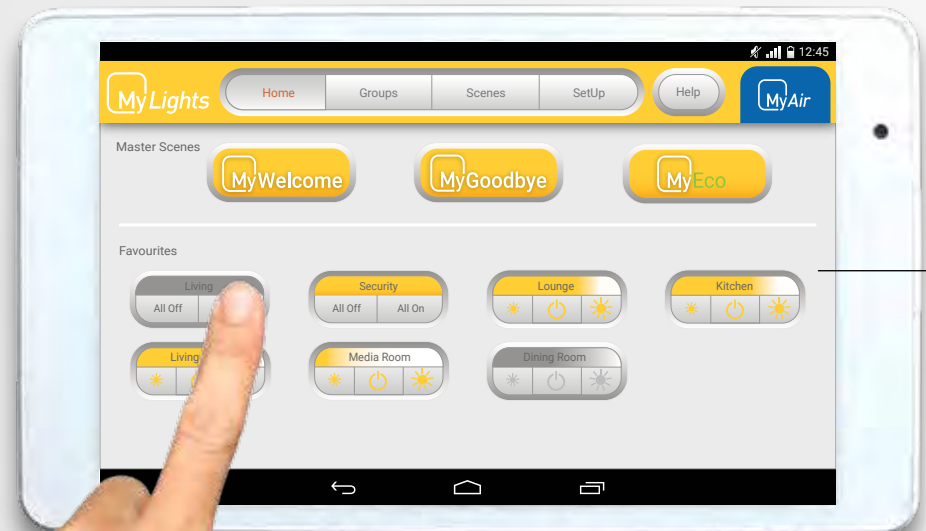 12:45
MyLights
Home
Groups
Scenes
SetUp
Help
MyAir
Master Scenes
MyWelcome
MyGoodbye
MyEco
Favourites
Living
Security
Lounge
Kitchen
All Off
All Off
All On
Living
Media Room
Dining Room